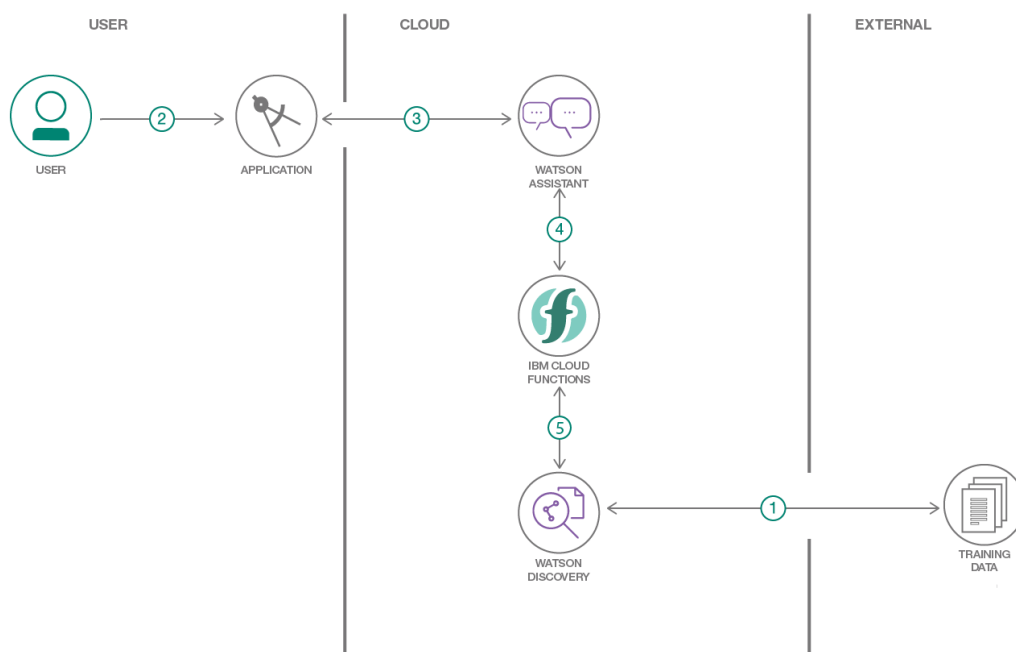 USER
CLOUD
EXTERNAL
2
3
USER
APPLICATION
WATSON
ASSISTANT
4
IBM CLOUD
FUNCTIONS
5
1
WATSON
DISCOVERY
TRAINING
DATA